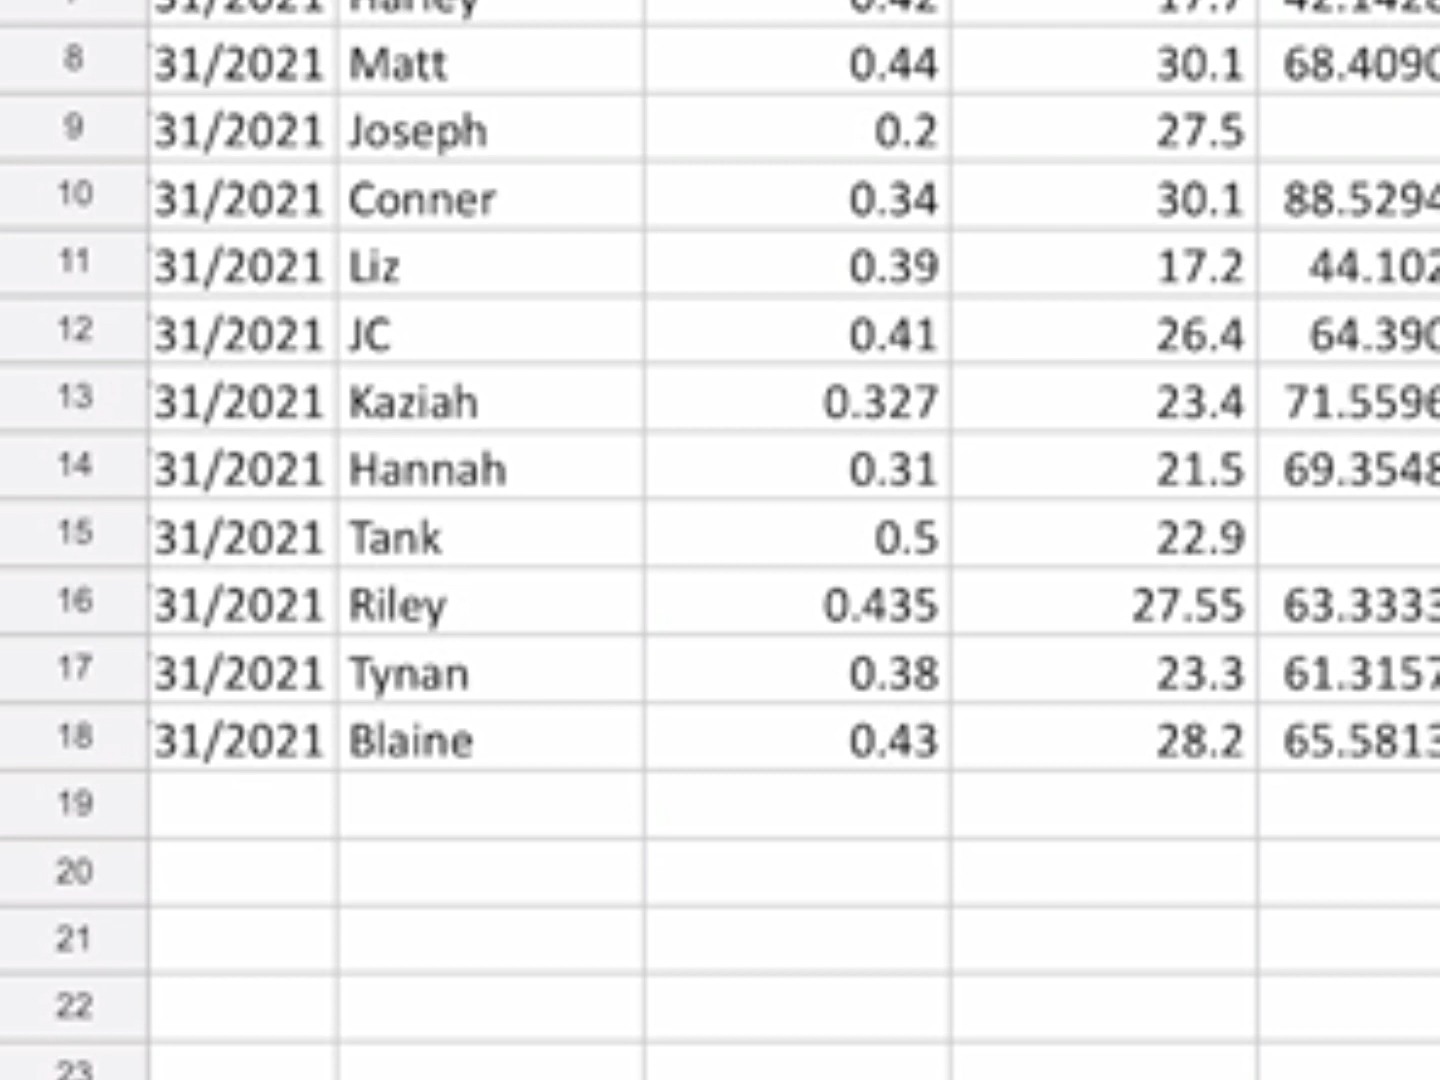 8 31/2021 Matt 0.44 30.1 68.4090
9 31/2021 Joseph 0.2 27.5
10 31/2021 Conner 0.34 30.1 88.5294
11 31/2021 Liz 0.39 17.2 44.102
12 31/2021 JC 0.41 26.4 64.390
13 31/2021 Kaziah 0.327 23.4 71.5596
14 31/2021 Hannah 0.31 21.5 69.3548
15 31/2021 Tank 0.5 22.9
16 31/2021 Riley 0.435 27.55 63.3333
17 31/2021 Tynan 0.38 23.3 61.3157
18 31/2021 Blaine 0.43 28.2 65.5813
19
20
21
22
23